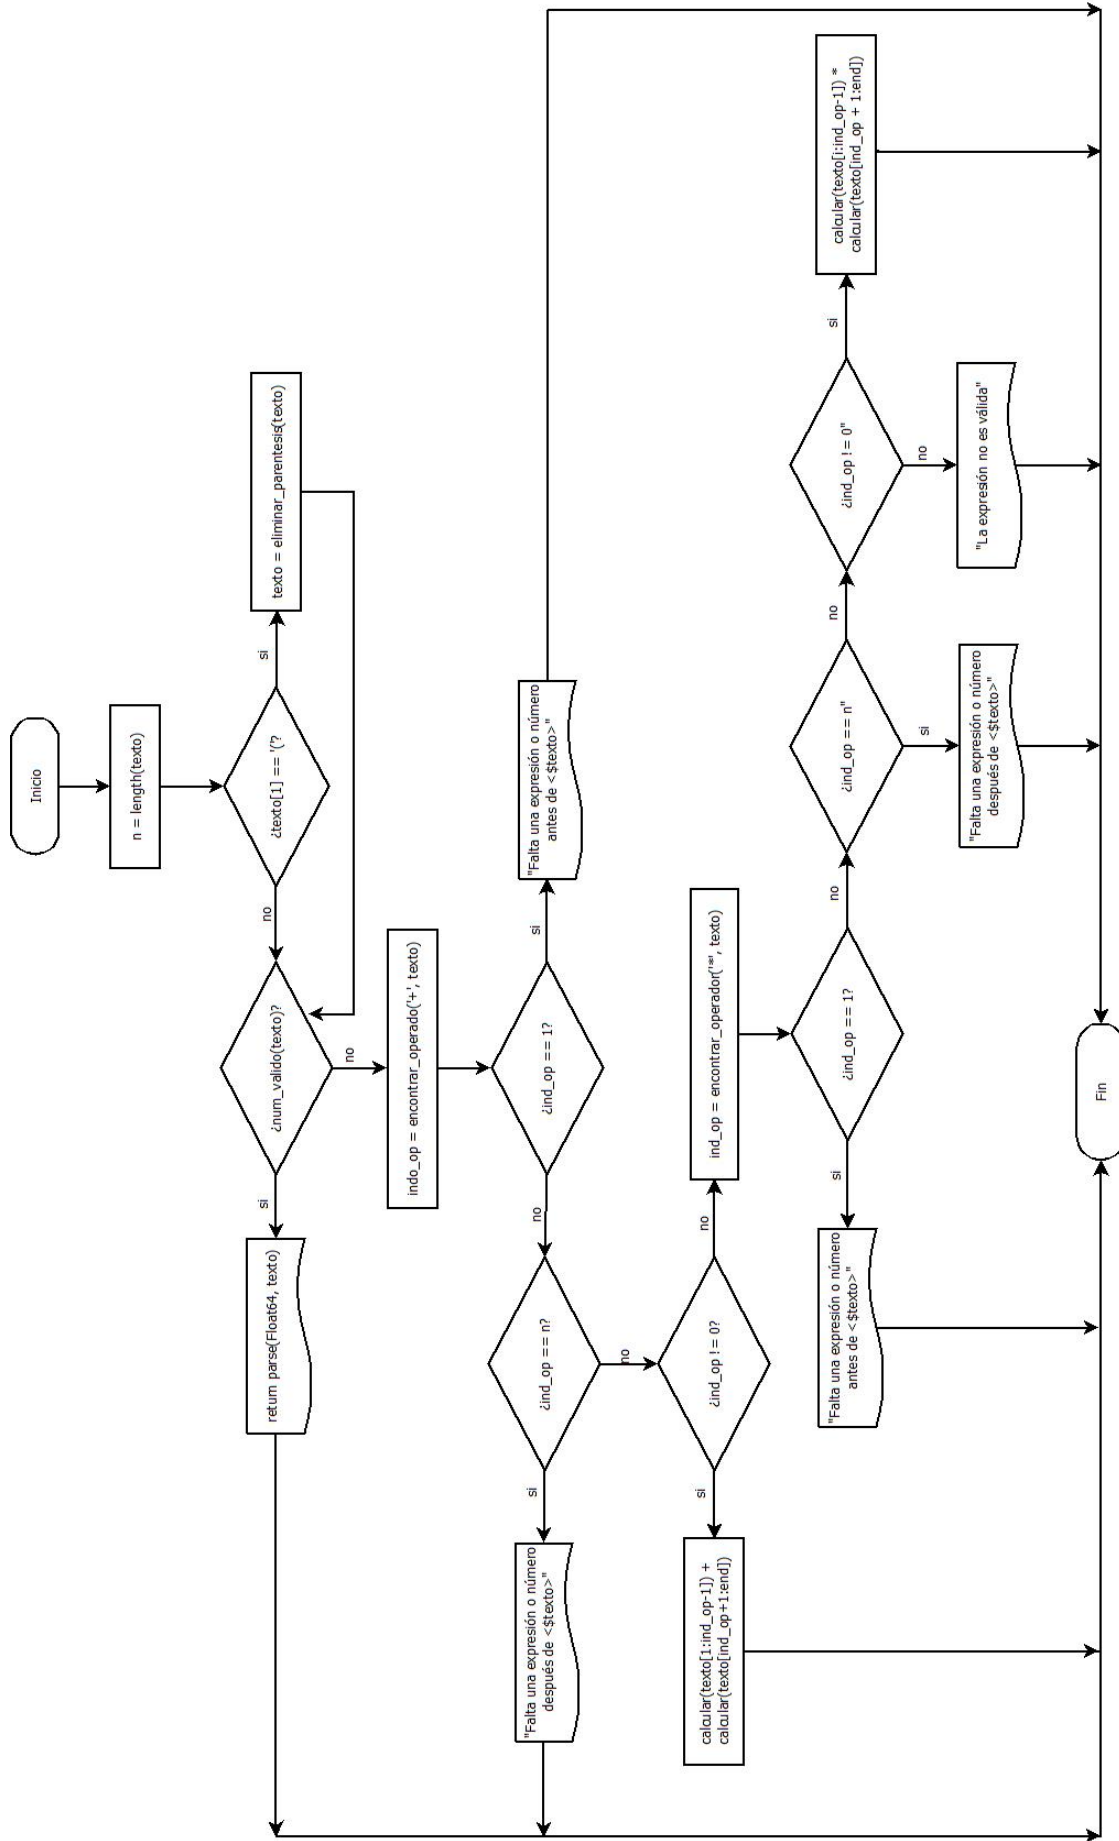 Inicio
n = length(texto)
¿texto[1] == '(?
si
texto = eliminar_parentesis(texto)
no
¿num_valido(texto)?
si
return parse(Float64, texto)
no
indo_op = encontrar_operado('+', texto)
¿ind_op == 1?
si
"Falta una expresión o número
antes de <$texto>"
no
¿ind_op == n?
si
"Falta una expresión o número
después de <$texto>"
no
¿ind_op != 0?
si
calcular(texto[1:ind_op-1]) +
calcular(texto[ind_op+1:end])
no
ind_op = encontrar_operador('*', texto)
¿ind_op == 1?
si
"Falta una expresión o número
antes de <$texto>"
no
¿ind_op == n"
si
"Falta una expresión o número
después de <$texto>"
no
¿ind_op != 0"
si
calcular(texto[i:ind_op-1]) *
calcular(texto[ind_op + 1:end])
no
"La expresión no es válida"
Fin